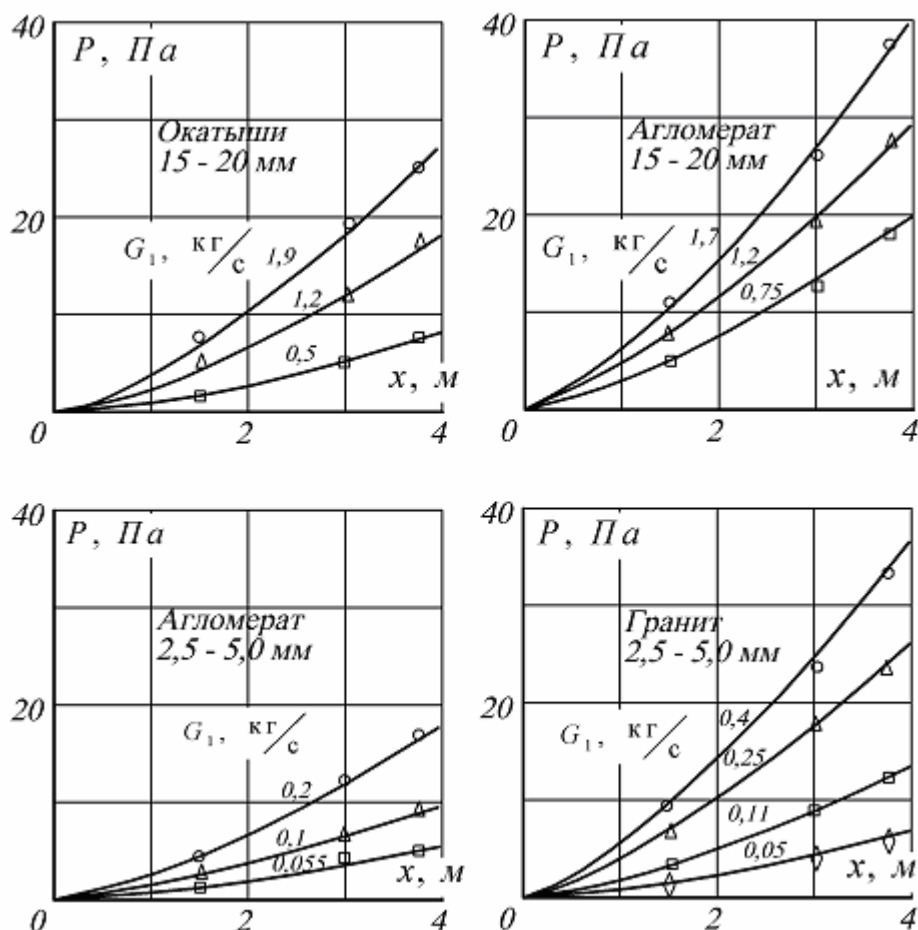 40
P, Па
Окатыши
15 - 20 мм
20
G₁, кг/с
1,9
1,2
0,5
x, м
0
2
4
40
P, Па
Агломерат
15 - 20 мм
20
G₁, кг/с
1,7
1,2
0,75
x, м
0
2
4
40
P, Па
Агломерат
2,5 - 5,0 мм
20
G₁, кг/с
0,2
0,1
0,055
x, м
0
2
4
40
P, Па
Гранит
2,5 - 5,0 мм
20
G₁, кг/с
0,4
0,25
0,11
0,05
x, м
0
2
4